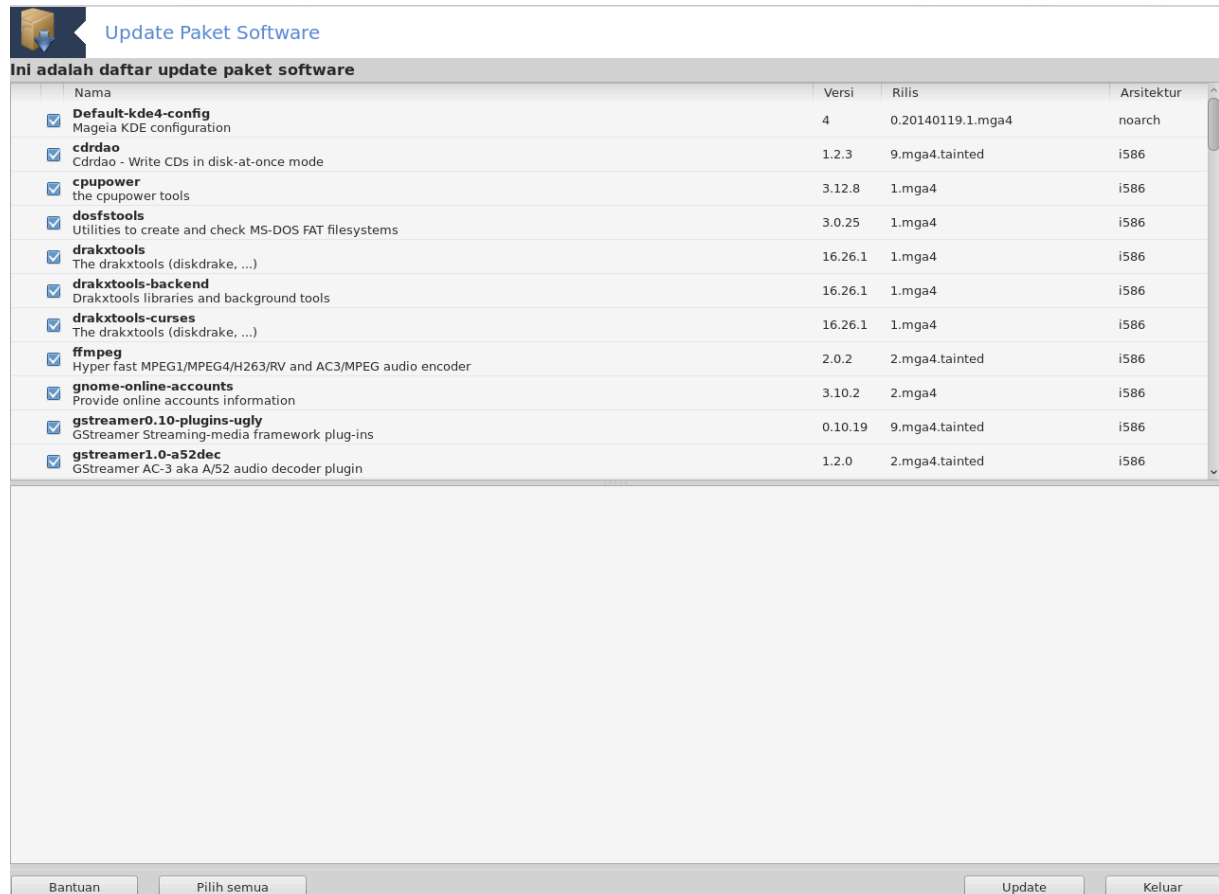 Update Paket Software
Ini adalah daftar update paket software
Nama Versi Rilis Arsitektur
Default-kde4-config
Mageia KDE configuration
4 0.20140119.1.mga4 noarch
cdrdao
Cdrdao - Write CDs in disk-at-once mode
1.2.3 9.mga4.tainted i586
cpupower
the cpupower tools
3.12.8 1.mga4 i586
dosfstools
Utilities to create and check MS-DOS FAT filesystems
3.0.25 1.mga4 i586
drakxtools
The drakxtools (diskdrake, ...)
16.26.1 1.mga4 i586
drakxtools-backend
Drakxtools libraries and background tools
16.26.1 1.mga4 i586
drakxtools-curses
The drakxtools (diskdrake, ...)
16.26.1 1.mga4 i586
ffmpeg
Hyper fast MPEG1/MPEG4/H263/RV and AC3/MPEG audio encoder
2.0.2 2.mga4.tainted i586
gnome-online-accounts
Provide online accounts information
3.10.2 2.mga4 i586
gstreamer0.10-plugins-ugly
GStreamer Streaming-media framework plug-ins
0.10.19 9.mga4.tainted i586
gstreamer1.0-a52dec
GStreamer AC-3 aka A/52 audio decoder plugin
1.2.0 2.mga4.tainted i586
Bantuan Pilih semua Update Keluar